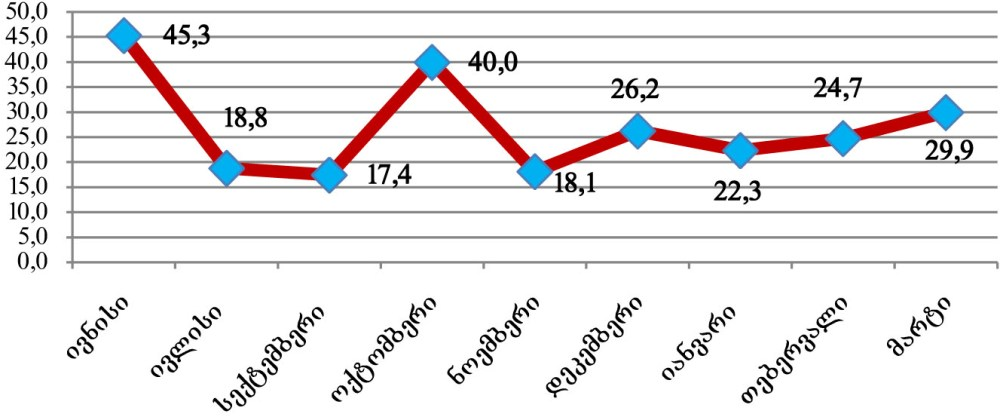 50,0
45,0
40,0
35,0
30,0
25,0
20,0
15,0
10,0
5,0
0,0
45,3
18,8
17,4
40,0
18,1
26,2
22,3
24,7
29,9
ივნისი
ივლისი
სექტემბერი
ოქტომბერი
ნოემბერი
დეკემბერი
იანვარი
თებერვალი
მარტი